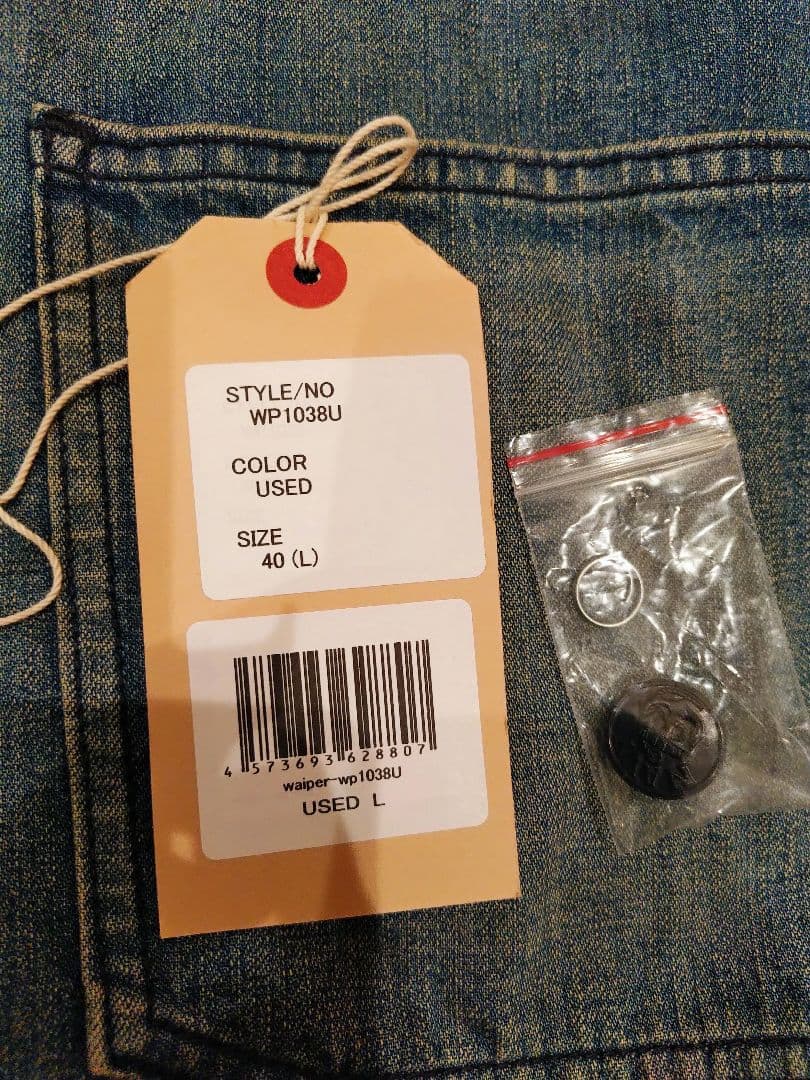 STYLE/NO
WP1038U
COLOR
USED
SIZE
40 (L)
4 573693 628807
waiper-wp1038U
USED L